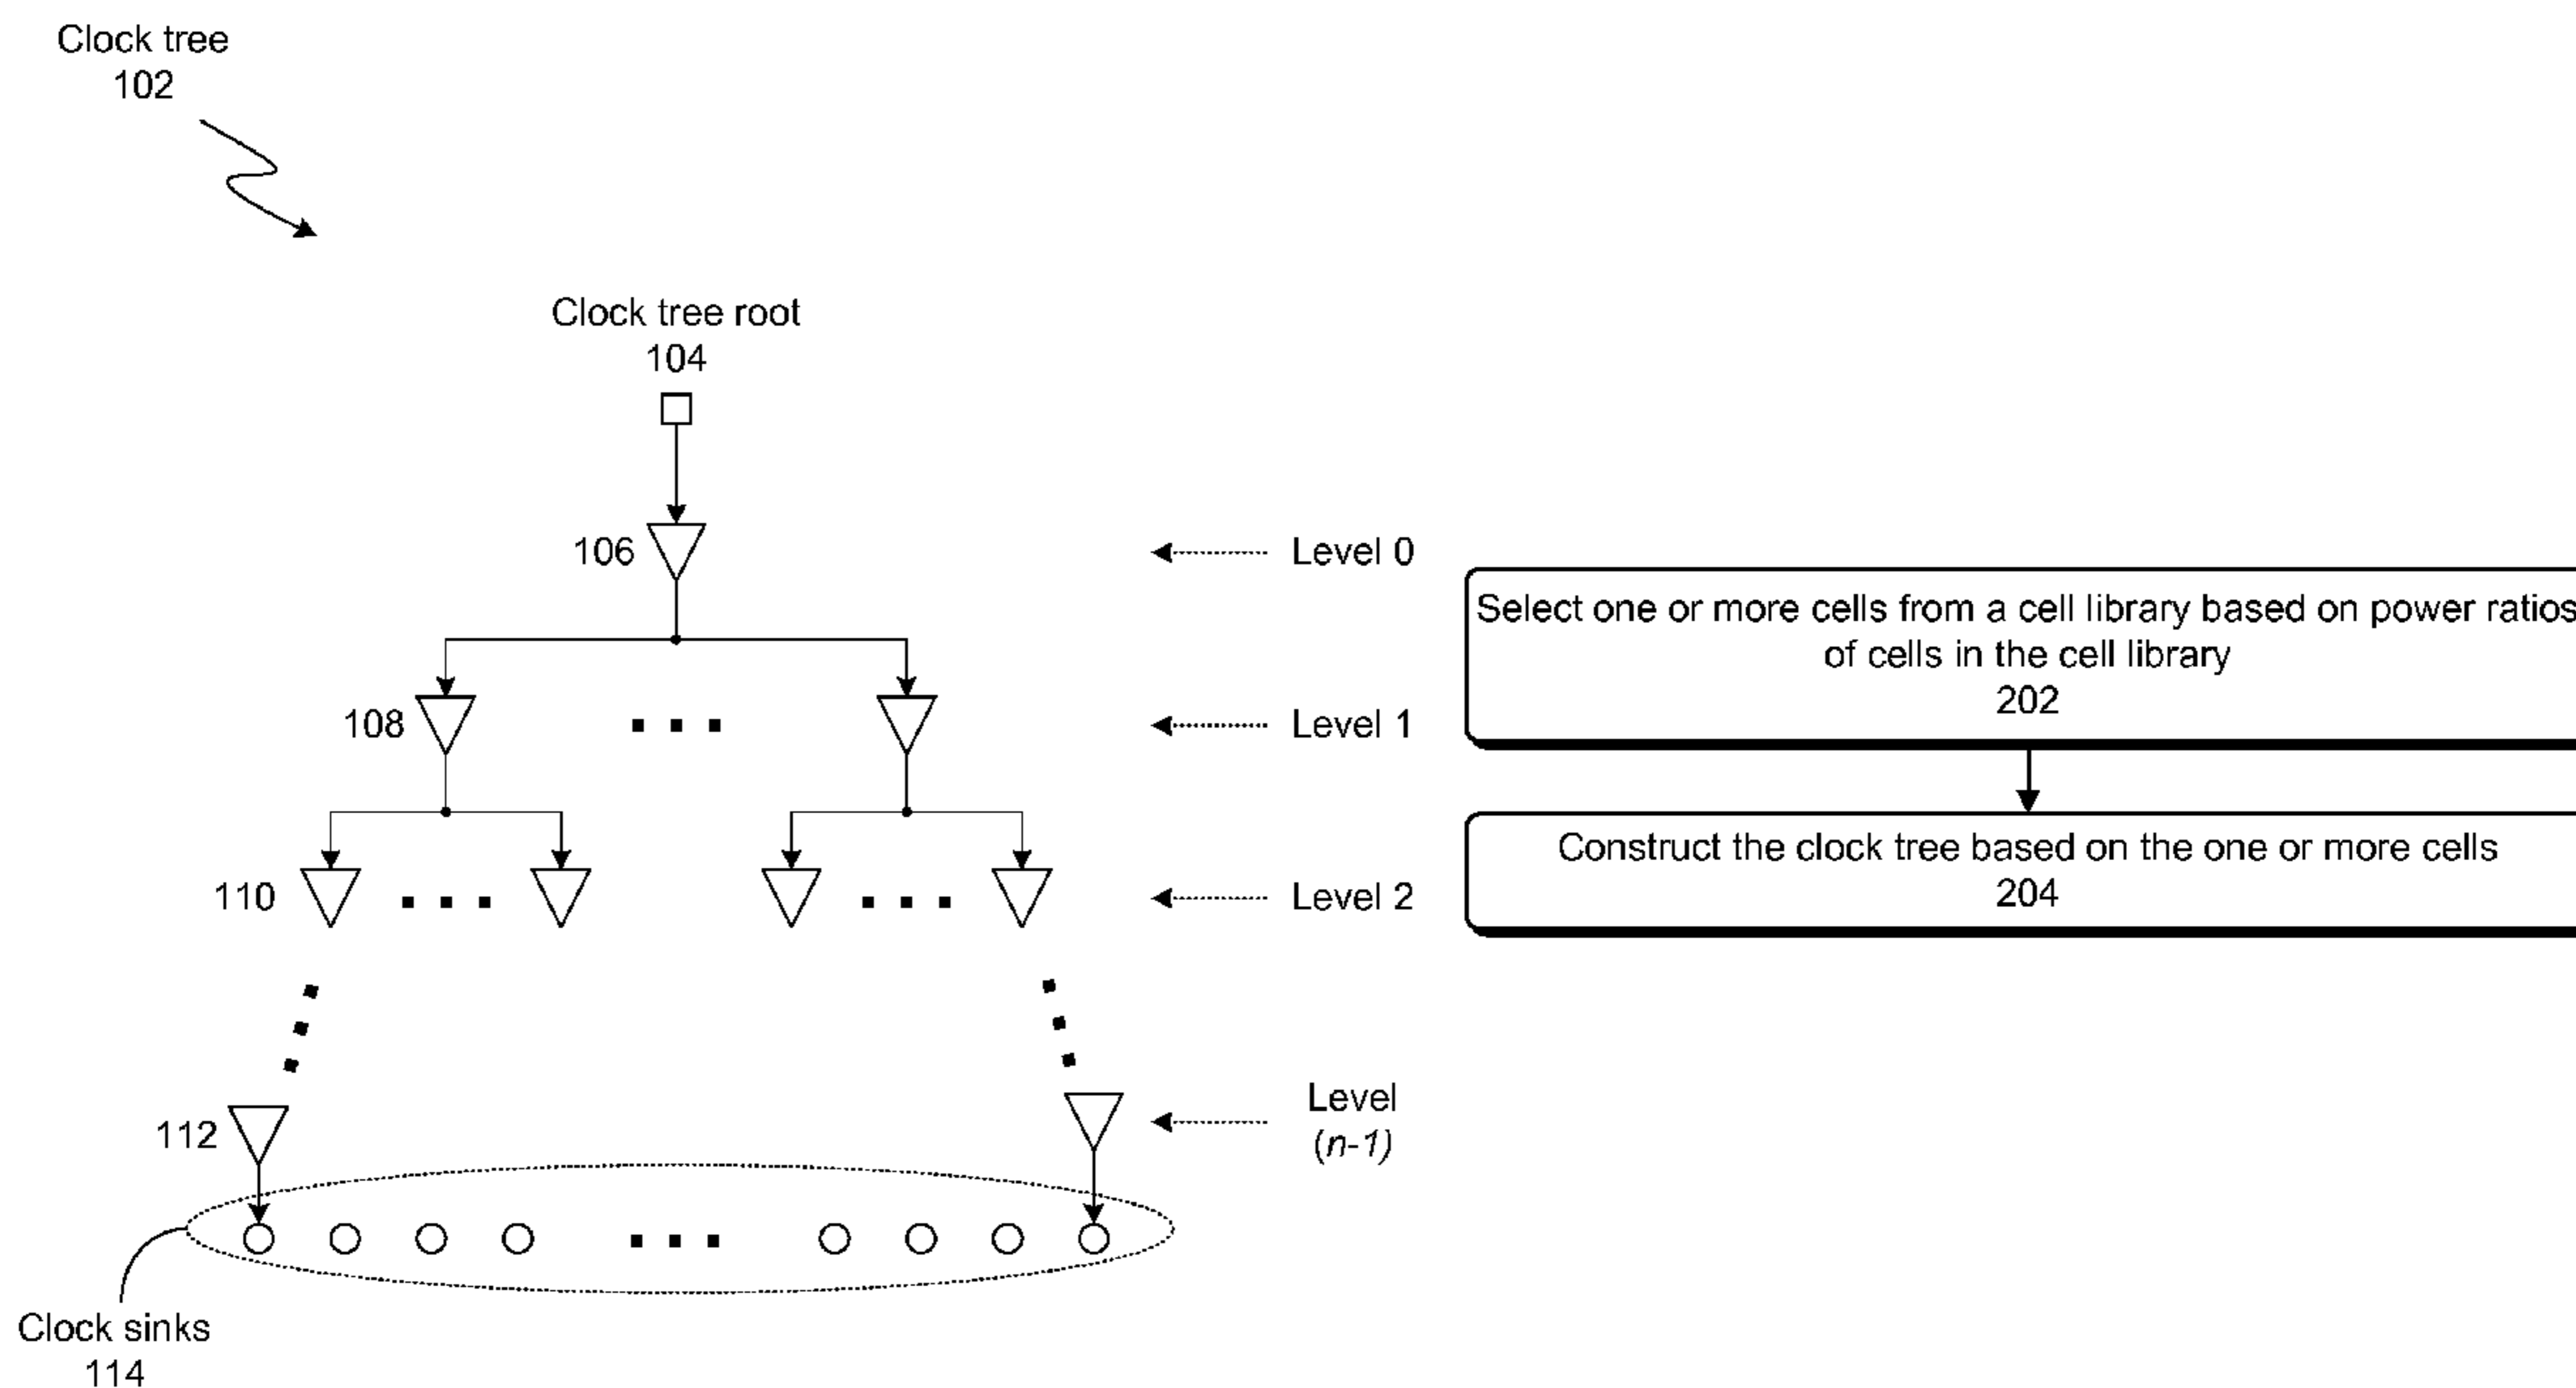 Clock tree
102
Clock tree root
104
106
Level 0
108
Level 1
110
Level 2
112
Level
(n-1)
Clock sinks
114
Select one or more cells from a cell library based on power ratios
of cells in the cell library
202
Construct the clock tree based on the one or more cells
204